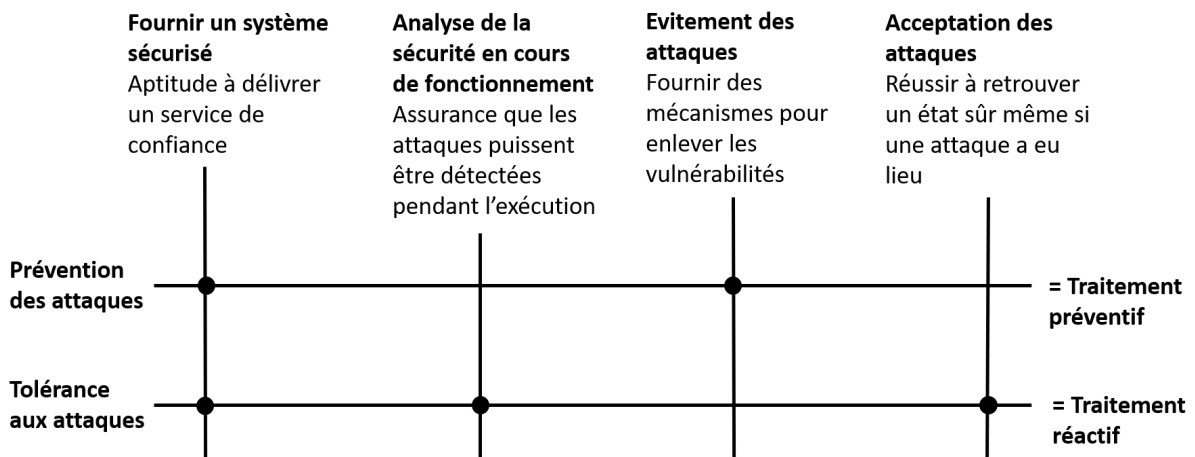 Fournir un système
sécurisé
Aptitude à délivrer
un service de
confiance
Analyse de la
sécurité en cours
de fonctionnement
Assurance que les
attaques puissent
être détectées
pendant l'exécution
Evitement des
attaques
Fournir des
mécanismes pour
enlever les
vulnérabilités
Acceptation des
attaques
Réussir à retrouver
un état sûr même si
une attaque a eu
lieu
Prévention
des attaques
= Traitement
préventif
Tolérance
aux attaques
= Traitement
réactif